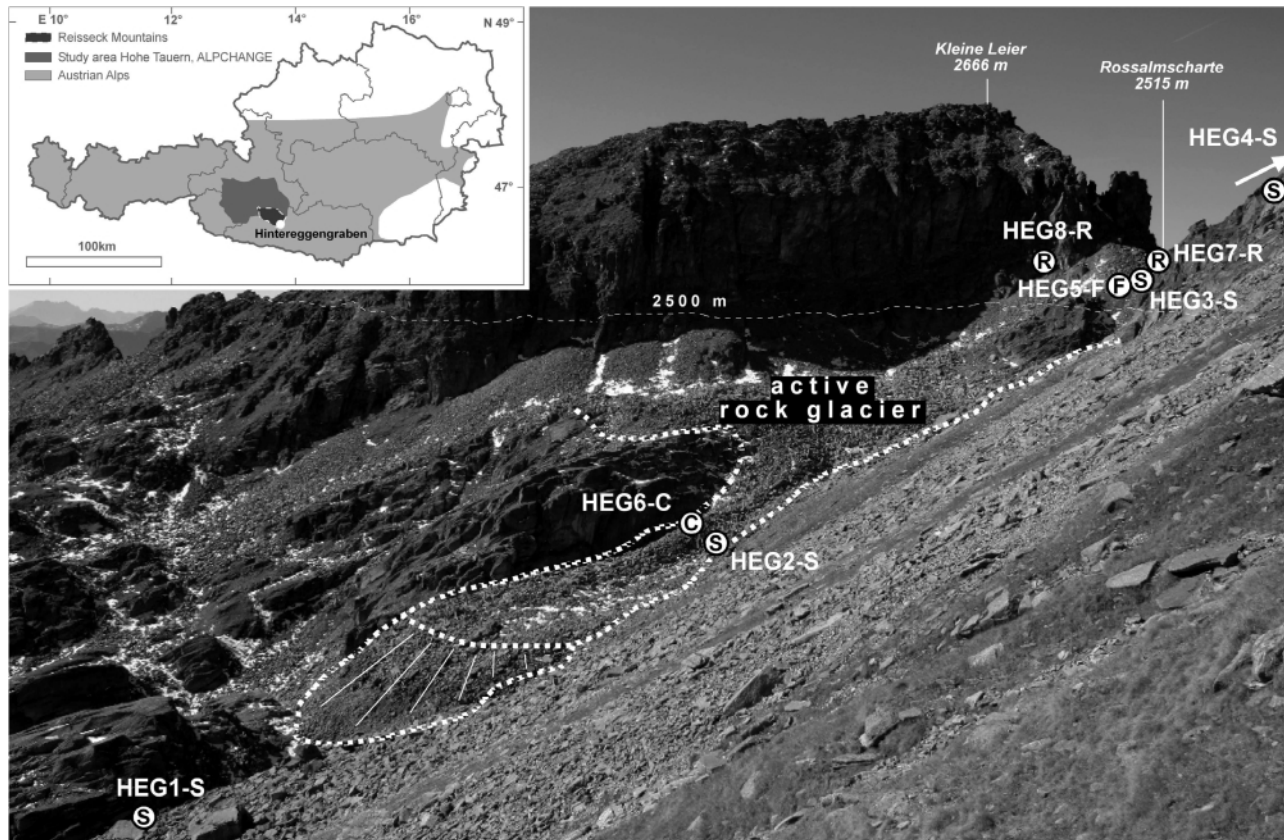 E 10°
12°
14°
16°
N 49°
Reisseck Mountains
Study area Hohe Tauern, ALPCHANGE
Austrian Alps
47°
Hintereggengraben
100km
Kleine Leier
2666 m
Rossalmscharte
2515 m
HEG4-S
S
HEG8-R
R
R
HEG7-R
HEG5-F
F
S
HEG3-S
2500 m
active
rock glacier
HEG6-C
C
S
HEG2-S
HEG1-S
S